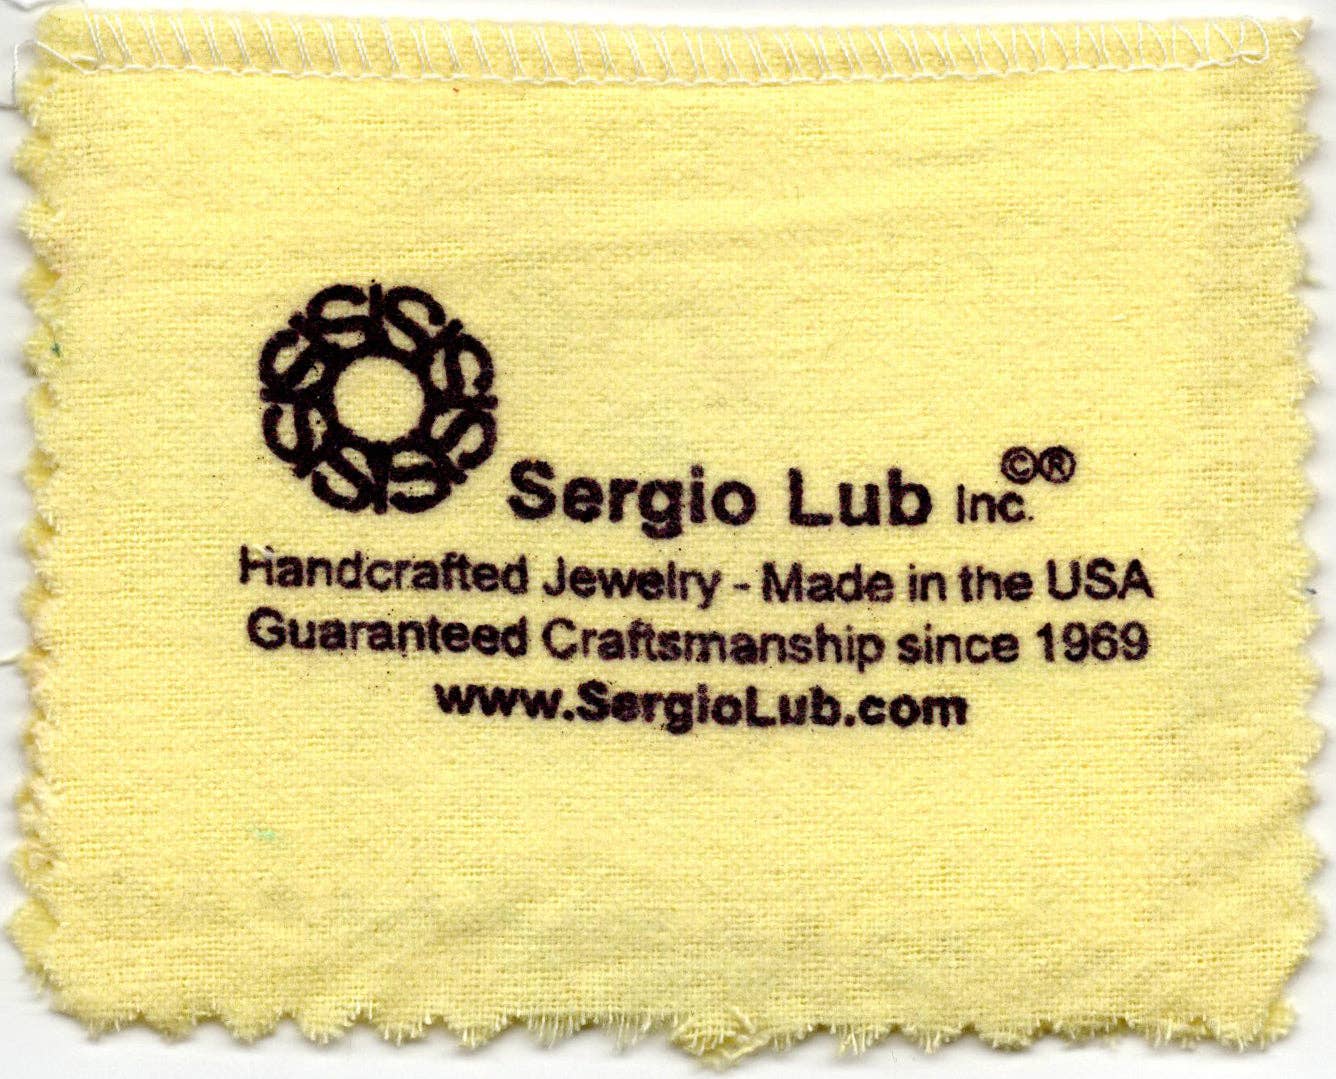 Sergio Lub Inc.©®
Handcrafted Jewelry - Made in the USA
Guaranteed Craftsmanship since 1969
www.SergioLub.com